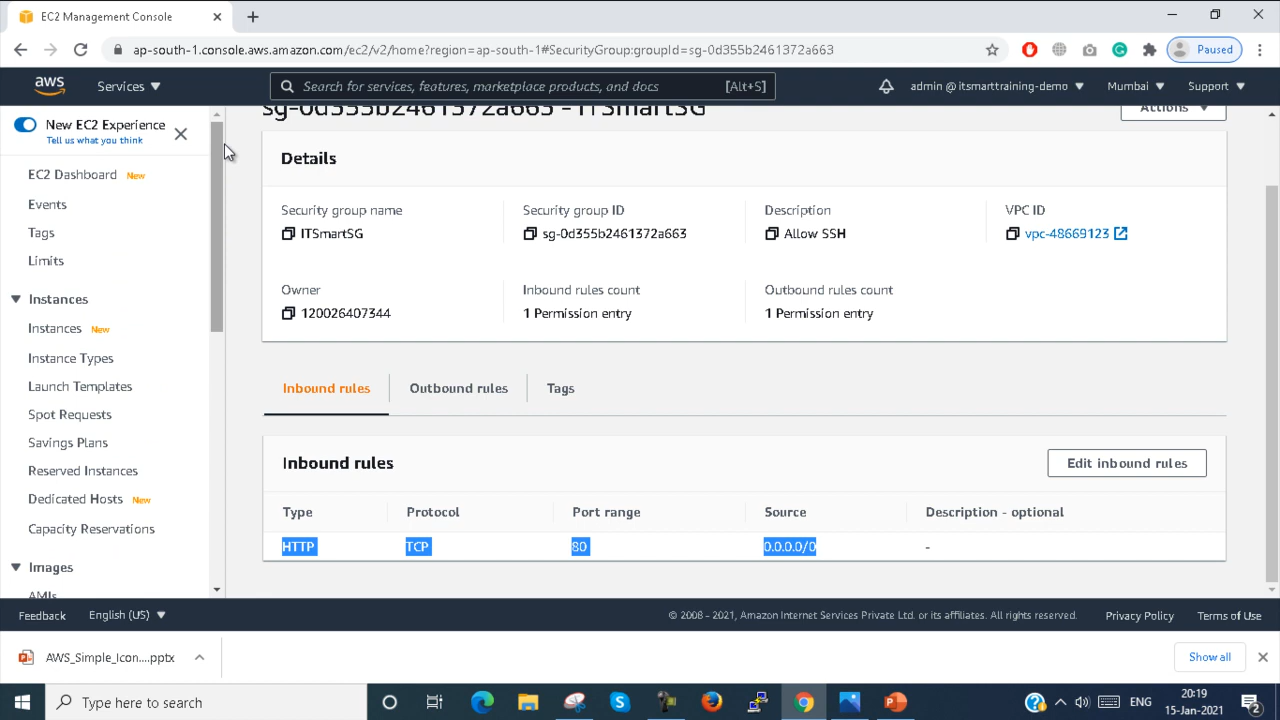 EC2 Management Console
ap-south-1.console.aws.amazon.com/ec2/v2/home?region=ap-south-1#SecurityGroup:groupId=sg-0d355b2461372a663
Paused
aws
Services
Search for services, features, marketplace products, and docs
[Alt+S]
admin @ itsmarttraining-demo
Mumbai
Support
New EC2 Experience
Tell us what you think
EC2 Dashboard New
Events
Tags
Limits
Instances
Instances New
Instance Types
Launch Templates
Spot Requests
Savings Plans
Reserved Instances
Dedicated Hosts New
Capacity Reservations
Images
AMIs
sg-0d355b2461372a663 - ITSmartSG
Actions
Details
Security group name
ITSmartSG
Security group ID
sg-0d355b2461372a663
Description
Allow SSH
VPC ID
vpc-48669123
Owner
120026407344
Inbound rules count
1 Permission entry
Outbound rules count
1 Permission entry
Inbound rules
Outbound rules
Tags
Inbound rules
Edit inbound rules
Type Protocol Port range Source Description - optional
HTTP TCP 80 0.0.0.0/0 -
Feedback
English (US)
© 2008 - 2021, Amazon Internet Services Private Ltd. or its affiliates. All rights reserved.
Privacy Policy
Terms of Use
AWS_Simple_Icon....pptx
Show all
Type here to search
ENG
20:19
15-Jan-2021
2